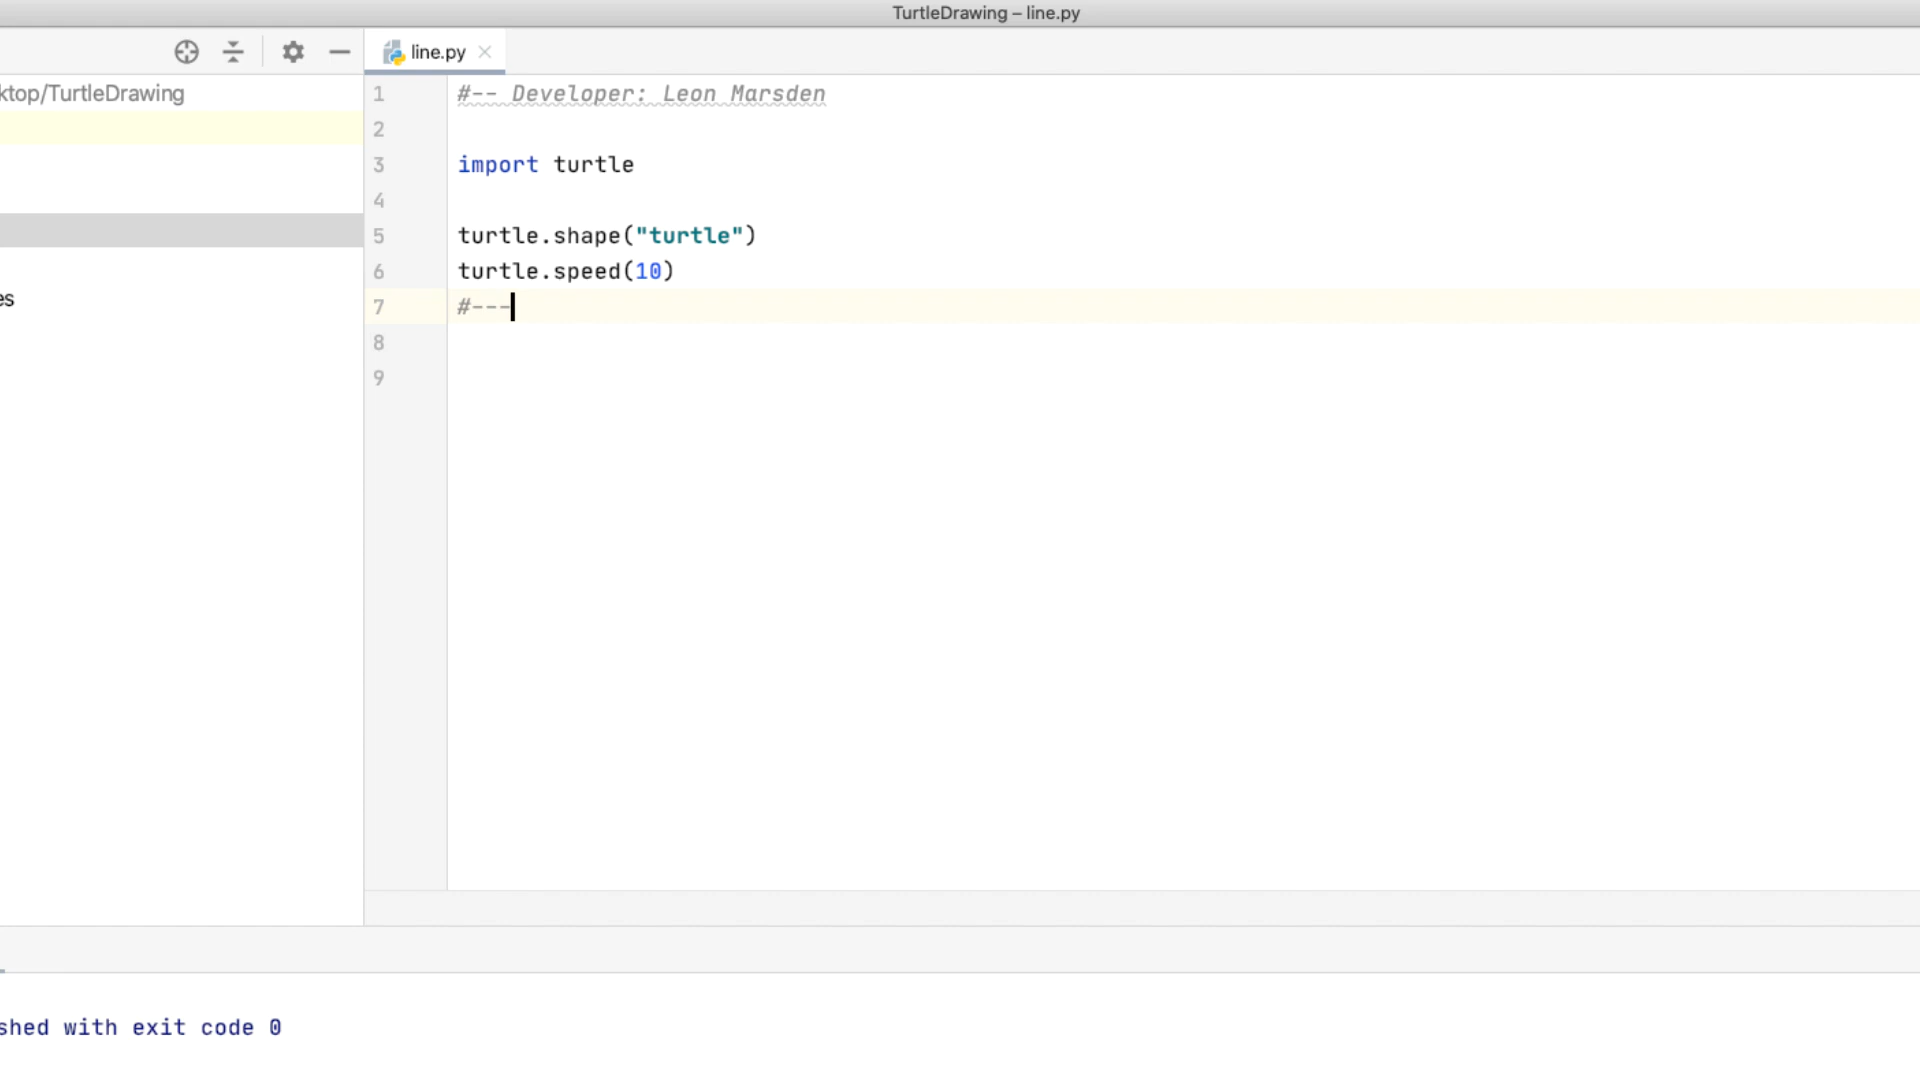 TurtleDrawing – line.py
line.py
ktop/TurtleDrawing
1 #-- Developer: Leon Marsden
2
3 import turtle
4
5 turtle.shape("turtle")
6 turtle.speed(10)
es
7 #---
8
9
shed with exit code 0